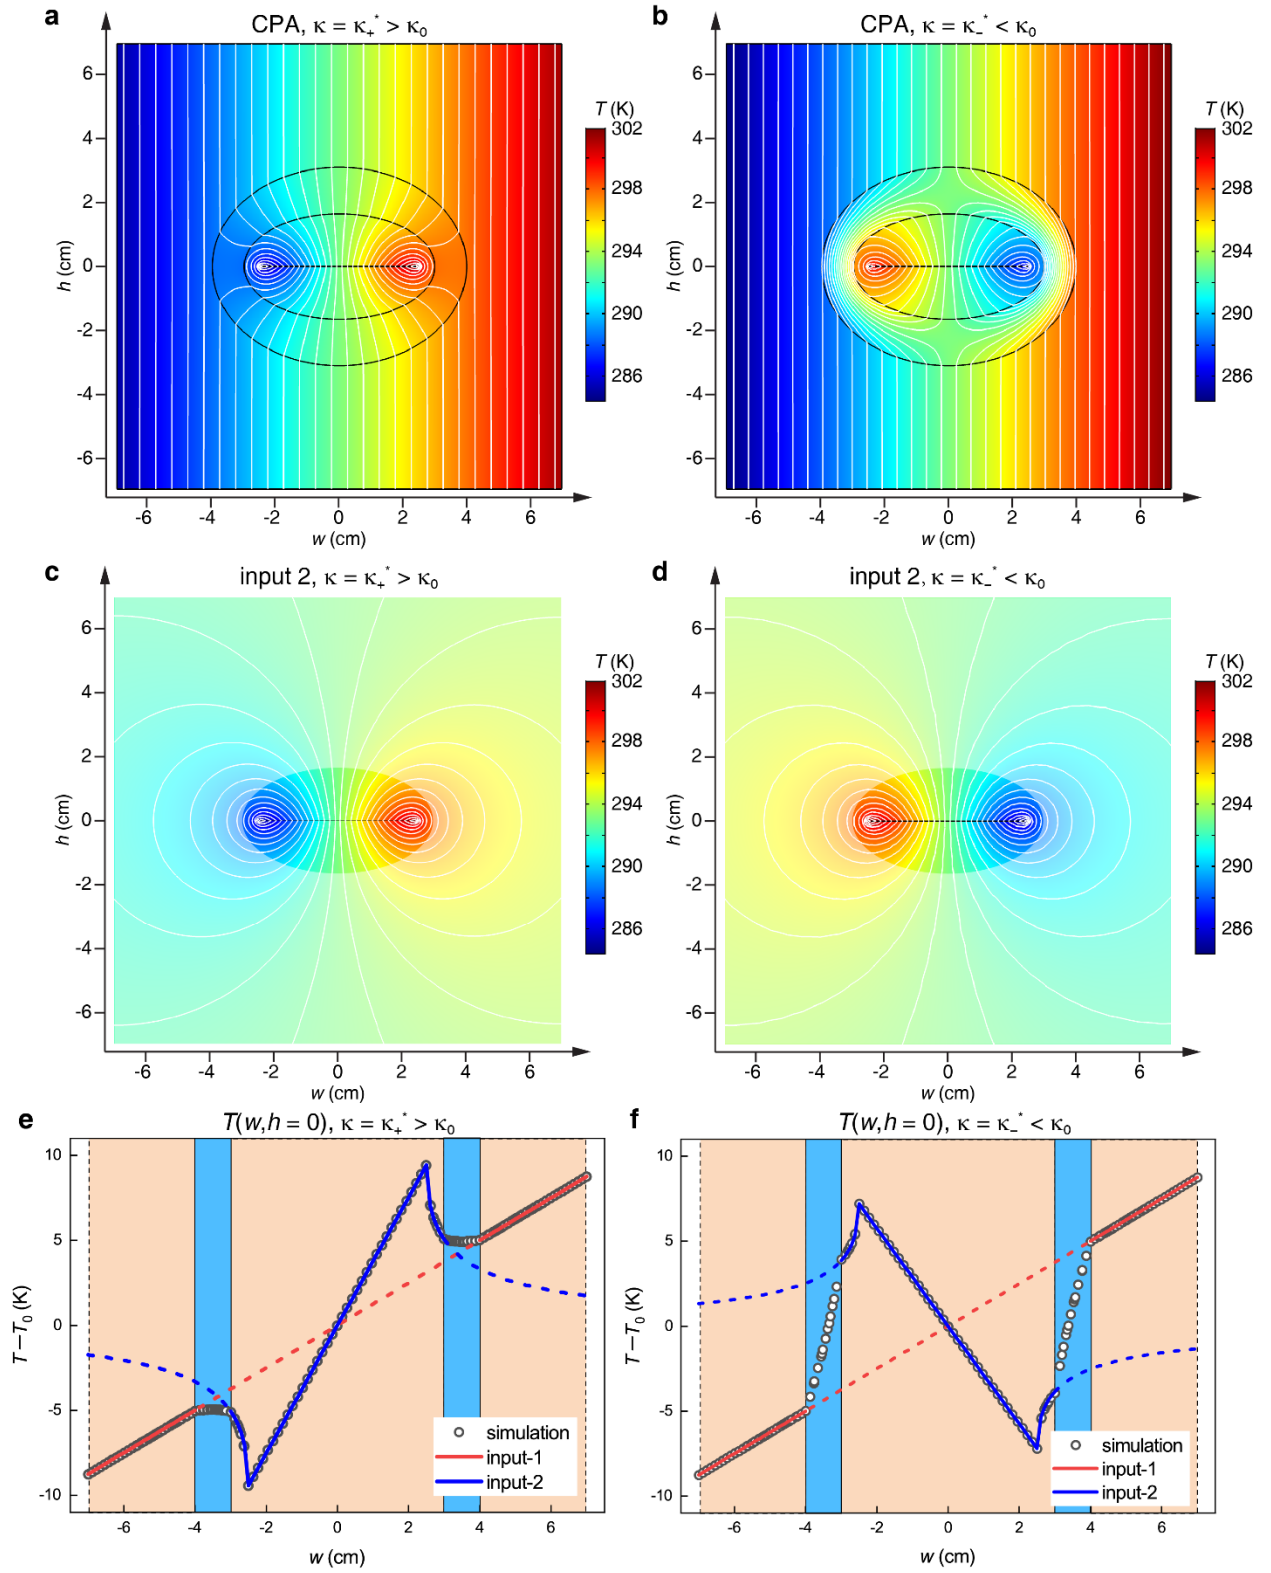 a
CPA, κ = κ₊* > κ₀
6
4
2
0
-2
-4
-6
h (cm)
-6 -4 -2 0 2 4 6
w (cm)
T (K)
302
298
294
290
286
b
CPA, κ = κ₋* < κ₀
6
4
2
0
-2
-4
-6
h (cm)
-6 -4 -2 0 2 4 6
w (cm)
T (K)
302
298
294
290
286
c
input 2, κ = κ₊* > κ₀
6
4
2
0
-2
-4
-6
h (cm)
-6 -4 -2 0 2 4 6
w (cm)
T (K)
302
298
294
290
286
d
input 2, κ = κ₋* < κ₀
6
4
2
0
-2
-4
-6
h (cm)
-6 -4 -2 0 2 4 6
w (cm)
T (K)
302
298
294
290
286
e
T(w,h = 0), κ = κ₊* > κ₀
10
5
0
-5
-10
T−T₀ (K)
simulation
input-1
input-2
-6 -4 -2 0 2 4 6
w (cm)
f
T(w,h = 0), κ = κ₋* < κ₀
10
5
0
-5
-10
T−T₀ (K)
simulation
input-1
input-2
-6 -4 -2 0 2 4 6
w (cm)